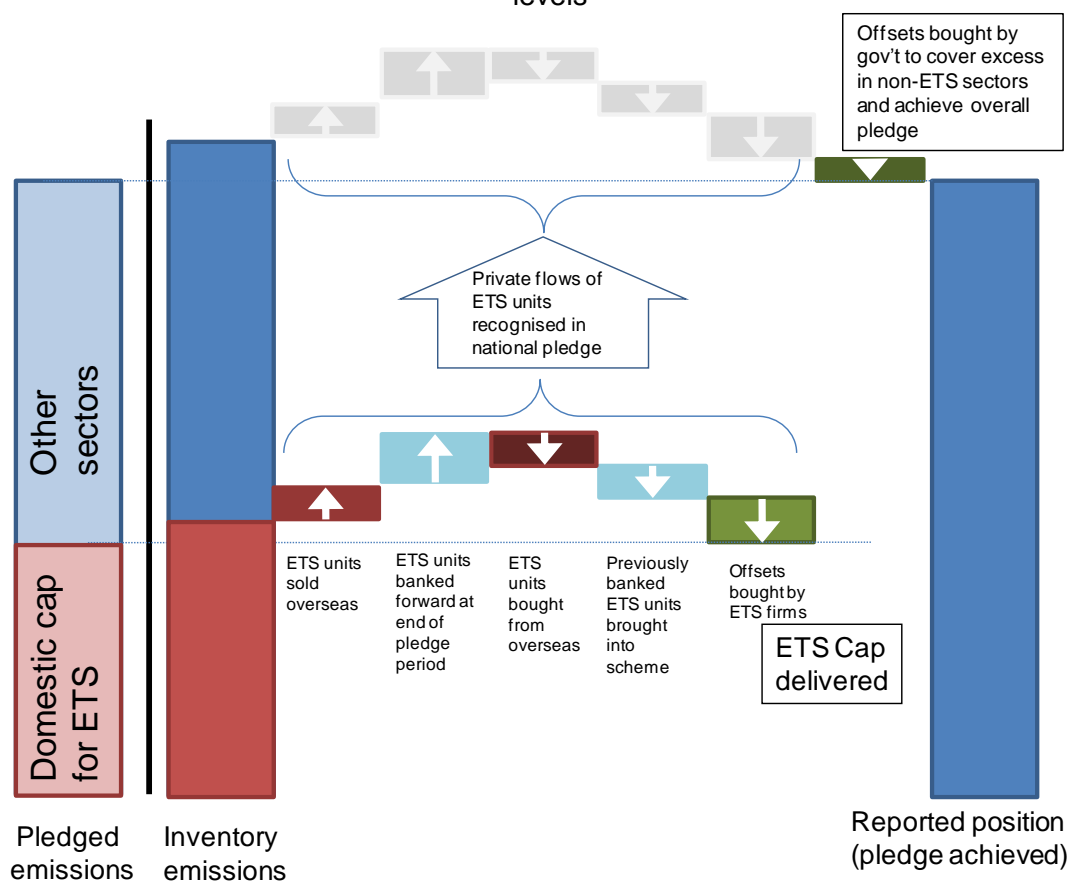 levels
Offsets bought by
gov't to cover excess
in non-ETS sectors
and achieve overall
pledge
Private flows of
ETS units
recognised in
national pledge
Other
sectors
Domestic cap
for ETS
ETS units
sold
overseas
ETS units
banked
forward at
end of
pledge
period
ETS
units
bought
from
overseas
Previously
banked
ETS units
brought
into
scheme
Offsets
bought by
ETS firms
ETS Cap
delivered
Pledged
emissions
Inventory
emissions
Reported position
(pledge achieved)